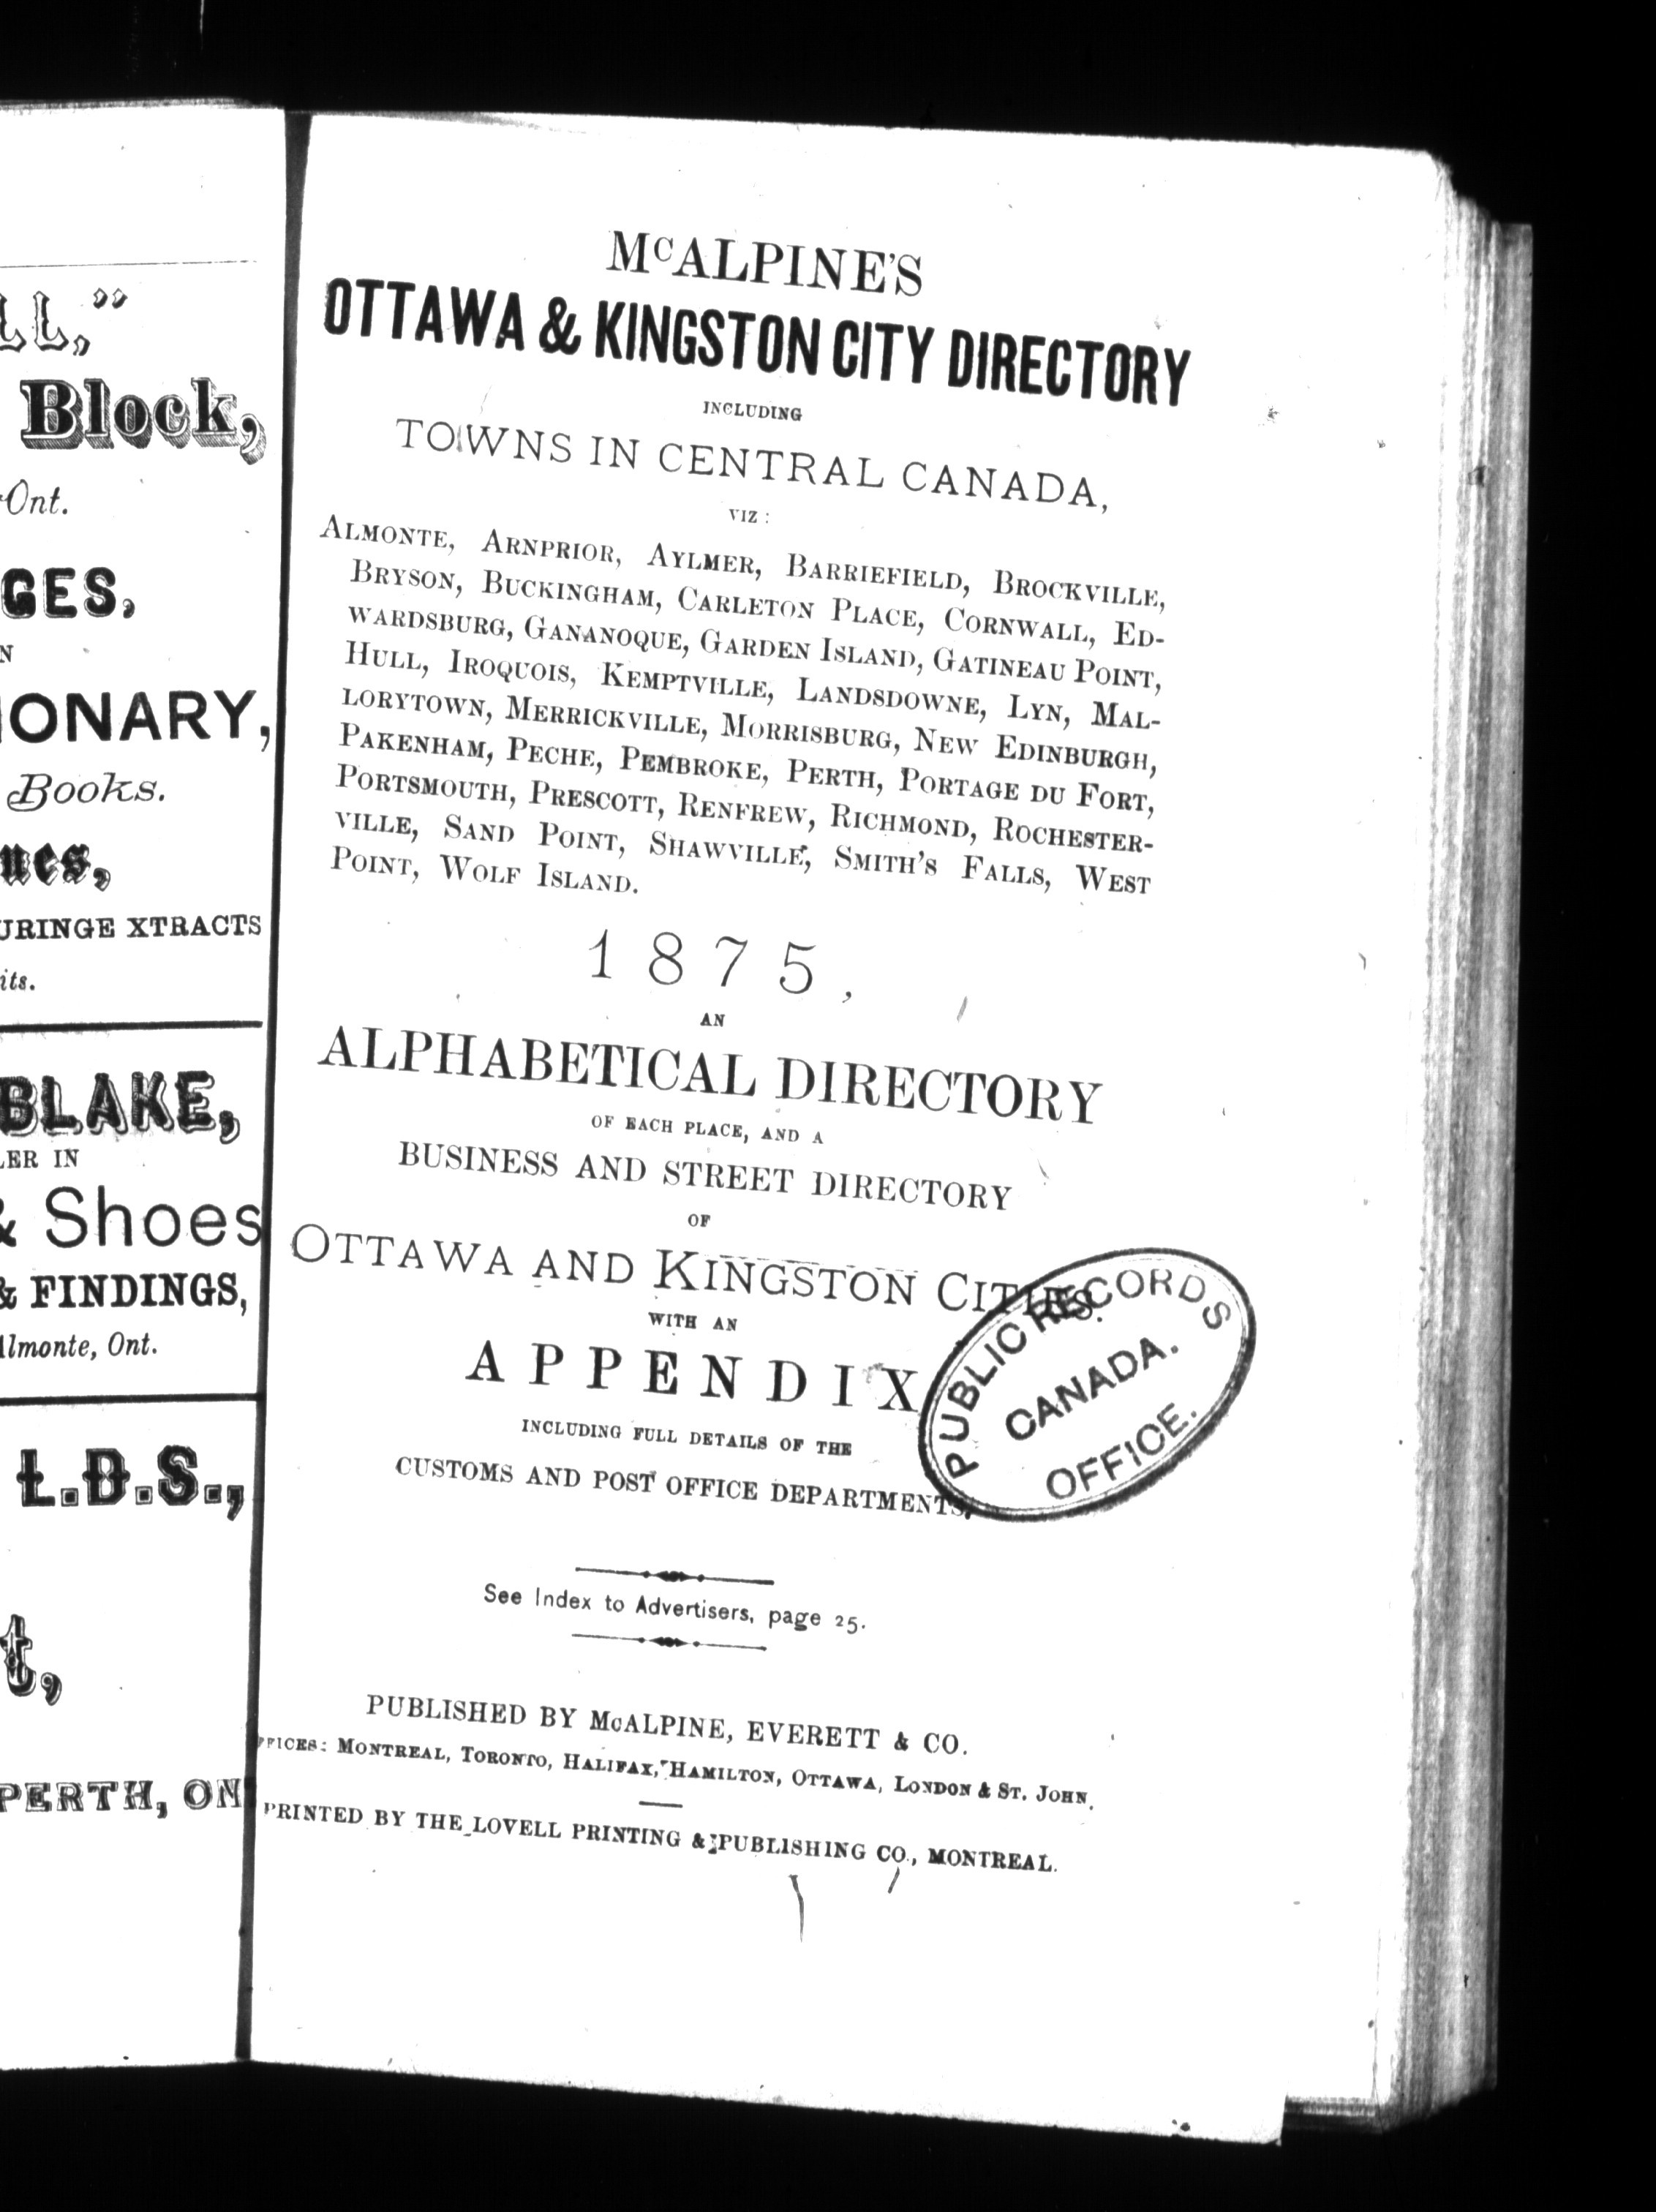 LL,”
Block,
Ont.
GES,
N
IONARY,
Books.
nes,
URINGE XTRACTS
its.
BLAKE,
LER IN
& Shoes
& FINDINGS,
Almonte, Ont.
L.D.S.,
t,
PERTH, ON
McALPINE'S
OTTAWA & KINGSTON CITY DIRECTORY
INCLUDING
TOWNS IN CENTRAL CANADA,
VIZ :
ALMONTE, ARNPRIOR, AYLMER, BARRIEFIELD, BROCKVILLE,
BRYSON, BUCKINGHAM, CARLETON PLACE, CORNWALL, ED-
WARDSBURG, GANANOQUE, GARDEN ISLAND, GATINEAU POINT,
HULL, IROQUOIS, KEMPTVILLE, LANDSDOWNE, LYN, MAL-
LORYTOWN, MERRICKVILLE, MORRISBURG, NEW EDINBURGH,
PAKENHAM, PECHE, PEMBROKE, PERTH, PORTAGE DU FORT,
PORTSMOUTH, PRESCOTT, RENFREW, RICHMOND, ROCHESTER-
VILLE, SAND POINT, SHAWVILLE, SMITH'S FALLS, WEST
POINT, WOLF ISLAND.
1875,
AN
ALPHABETICAL DIRECTORY
OF EACH PLACE, AND A
BUSINESS AND STREET DIRECTORY
OF
OTTAWA AND KINGSTON CITIES.
WITH AN
APPENDIX
INCLUDING FULL DETAILS OF THE
CUSTOMS AND POST OFFICE DEPARTMENTS.
PUBLIC RECORDS
CANADA.
OFFICE.
See Index to Advertisers, page 25.
PUBLISHED BY McALPINE, EVERETT & CO.
FFICES: MONTREAL, TORONTO, HALIFAX, HAMILTON, OTTAWA, LONDON & ST. JOHN.
PRINTED BY THE LOVELL PRINTING & PUBLISHING CO., MONTREAL.